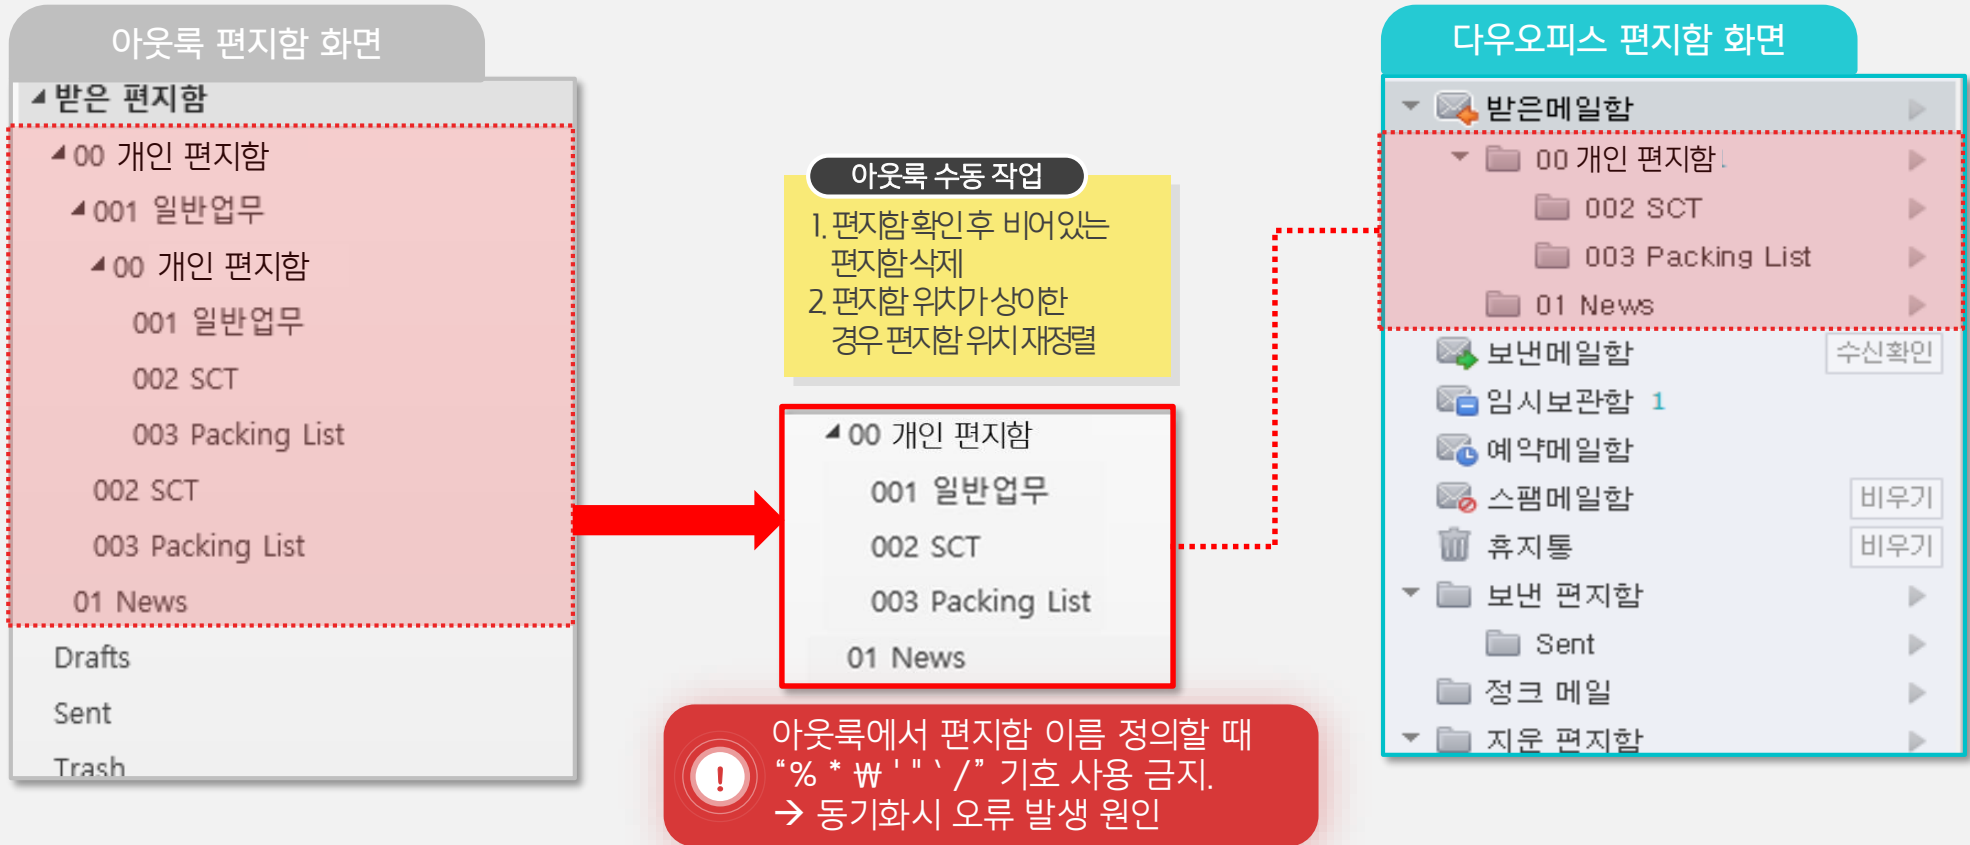 아웃룩 편지함 화면
받은 편지함
00 개인 편지함
001 일반업무
00 개인 편지함
001 일반업무
002 SCT
003 Packing List
002 SCT
003 Packing List
01 News
Drafts
Sent
Trash
아웃룩 수동 작업
1. 편지함 확인 후 비어 있는
편지함 삭제
2. 편지함 위치가 상이한
경우 편지함 위치 재정렬
00 개인 편지함
001 일반업무
002 SCT
003 Packing List
01 News
아웃룩에서 편지함 이름 정의할 때
“% * ₩ ' " ` /” 기호 사용 금지.
→ 동기화시 오류 발생 원인
다우오피스 편지함 화면
받은메일함
00 개인 편지함
002 SCT
003 Packing List
01 News
보낸메일함 수신확인
임시보관함 1
예약메일함
스팸메일함 비우기
휴지통 비우기
보낸 편지함
Sent
정크 메일
지운 편지함